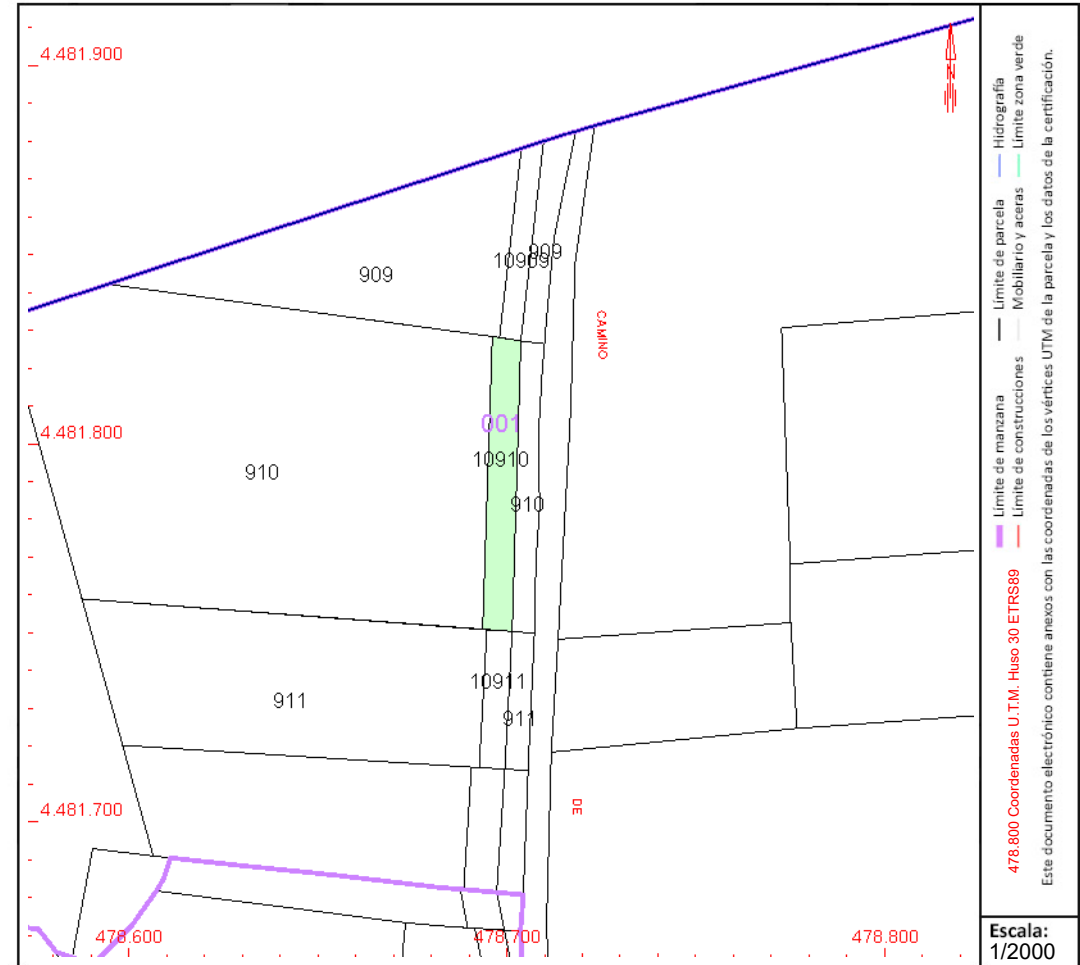 4.481.900
N
909
10909
909
CAMINO
4.481.800
001
10910
910
910
10911
911
911
4.481.700
DE
478.600
478.700
478.800
Hidrografía
Límite zona verde
Límite de parcela
Mobiliario y aceras
Límite de manzana
Límite de construcciones
478.800 Coordenadas U.T.M. Huso 30 ETRS89
Este documento electrónico contiene anexos con las coordenadas de los vértices UTM de la parcela y los datos de la certificación.
Escala:
1/2000